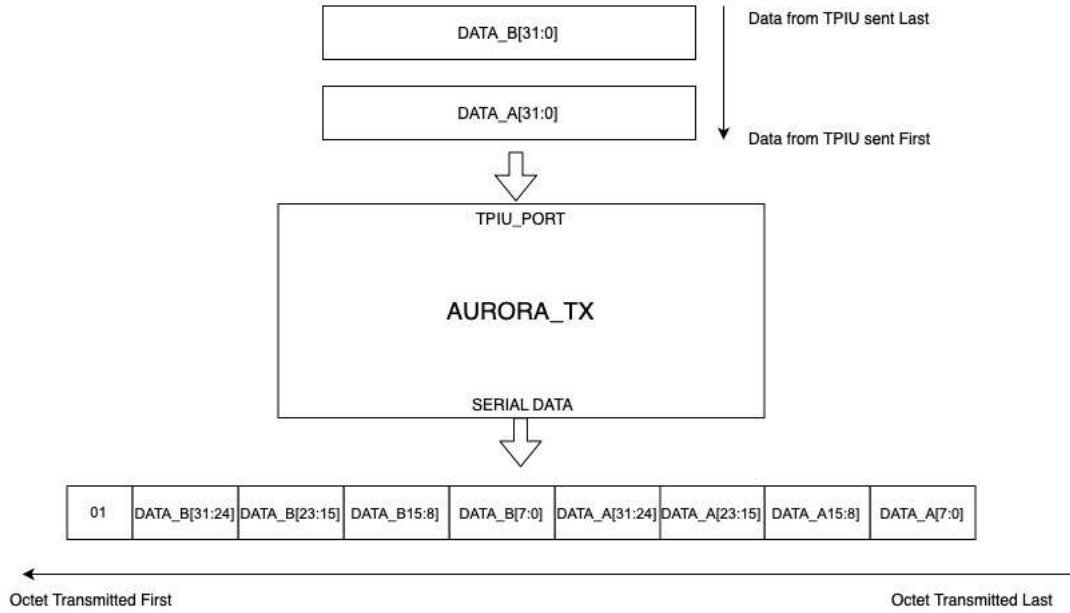 DATA_B[31:0]
Data from TPIU sent Last
DATA_A[31:0]
Data from TPIU sent First
TPIU_PORT
AURORA_TX
SERIAL DATA
01 DATA_B[31:24] DATA_B[23:15] DATA_B15:8] DATA_B[7:0] DATA_A[31:24] DATA_A[23:15] DATA_A15:8] DATA_A[7:0]
Octet Transmitted First Octet Transmitted Last